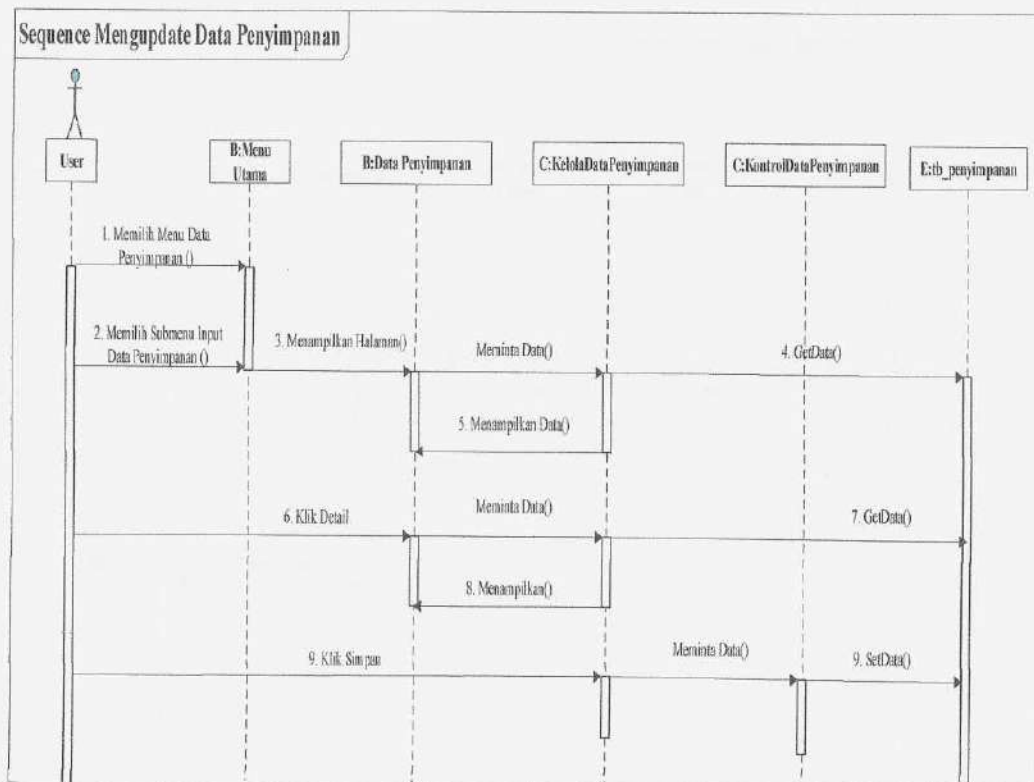 Sequence Mengupdate Data Penyimpanan
User
B:Menu
Utama
B:Data Penyimpanan
C:KelolaDataPenyimpanan
C:KontrolDataPenyimpanan
E:tb_penyimpanan
1. Memilih Menu Data
Penyimpanan ()
2. Memilih Submenu Input
Data Penyimpanan ()
3. Menampilkan Halaman()
Meminta Data()
4. GetData()
5. Menampilkan Data()
6. Klik Detail
Meminta Data()
7. GetData()
8. Menampilkan()
9. Klik Simpan
Meminta Data()
9. SetData()